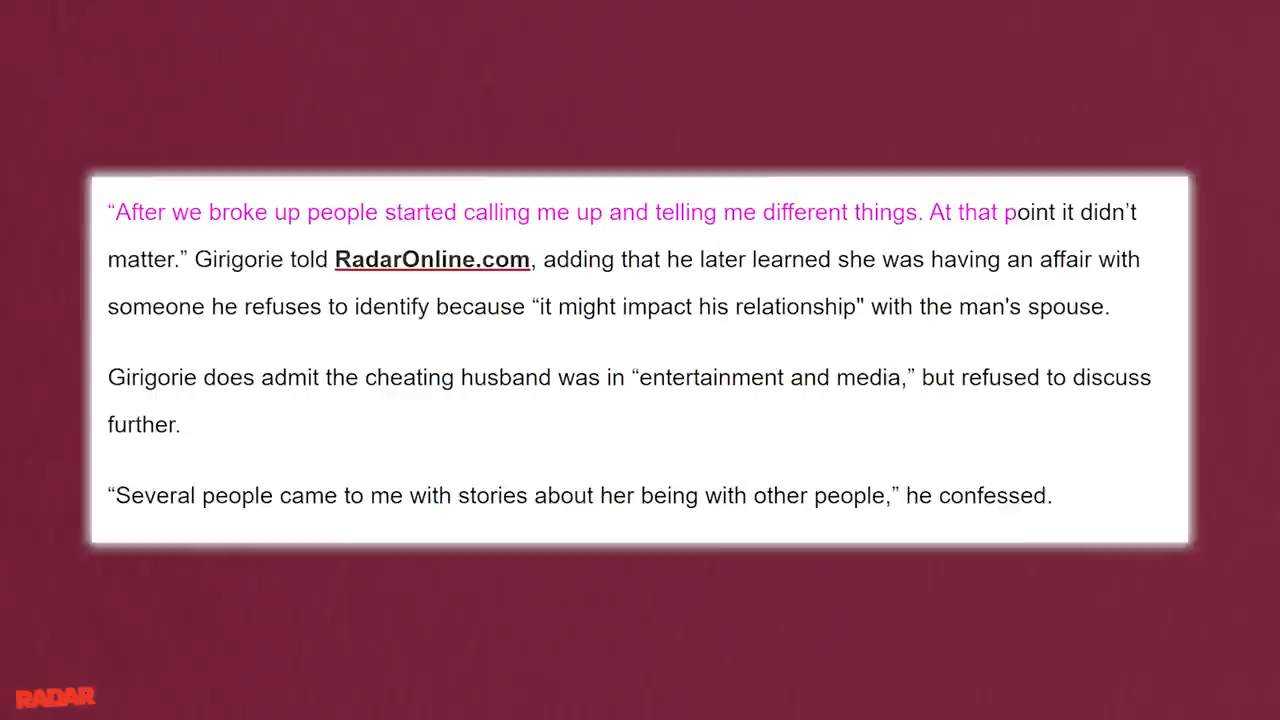 “After we broke up people started calling me up and telling me different things. At that point it didn’t
matter.” Girigorie told RadarOnline.com, adding that he later learned she was having an affair with
someone he refuses to identify because “it might impact his relationship" with the man's spouse.
Girigorie does admit the cheating husband was in “entertainment and media,” but refused to discuss
further.
“Several people came to me with stories about her being with other people,” he confessed.
RADAR